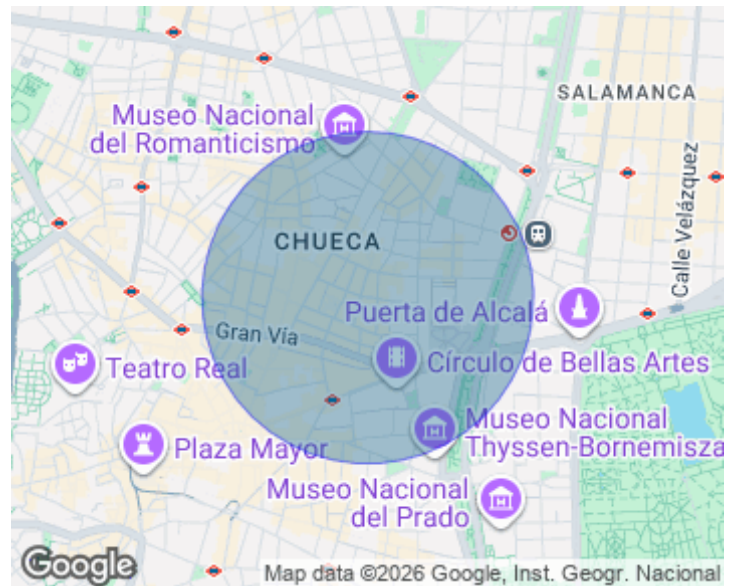 SALAMANCA
Museo Nacional
del Romanticismo
Calle Velázquez
CHUECA
Puerta de Alcalá
Gran Vía
Círculo de Bellas Artes
Teatro Real
Museo Nacional
Thyssen-Bornemisza
Plaza Mayor
Museo Nacional
del Prado
Google
Map data ©2026 Google, Inst. Geogr. Nacional